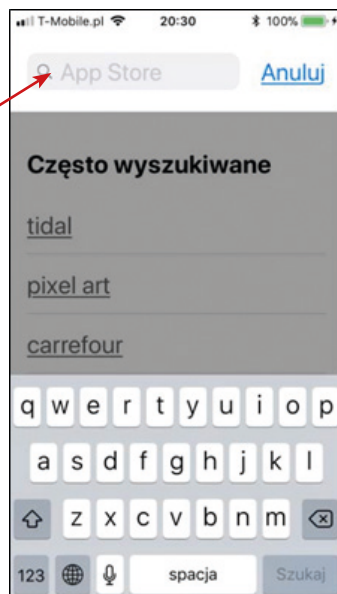 T-Mobile.pl 20:30 100%
App Store Anuluj
Często wyszukiwane
tidal
pixel art
carrefour
q w e r t y u i o p
a s d f g h j k l
z x c v b n m
123 spacja Szukaj